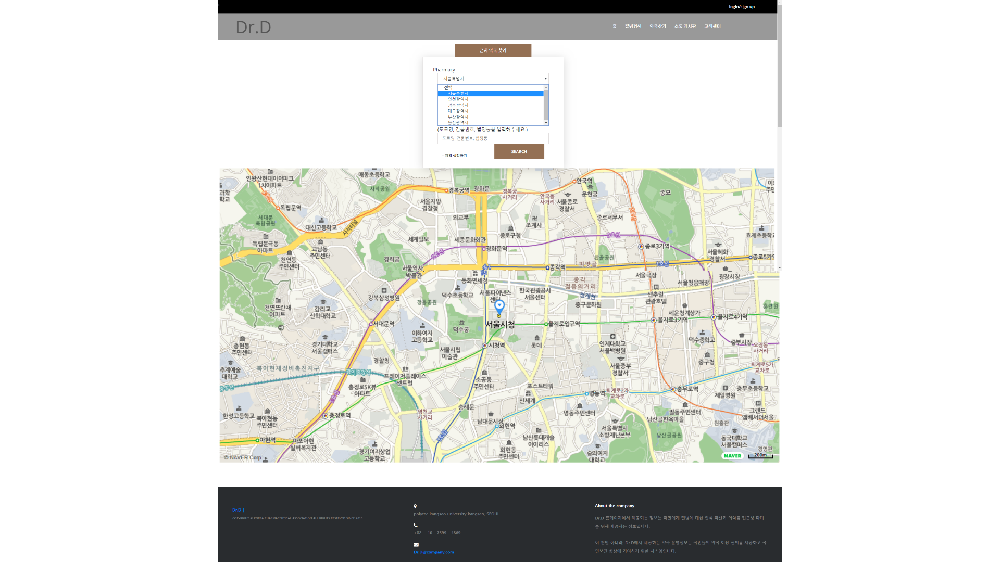 login/sign up
Dr.D
홈 질병검색 약국찾기 소통 게시판 고객센터
근처 약국 찾기
Pharmacy
서울특별시
선택
서울특별시
인천광역시
광주광역시
대구광역시
부산광역시
울산광역시
(도로명, 건물번호, 법정동을 입력해주세요.)
도로명, 건물번호, 법정동
+ 지역 설정하기
SEARCH
인왕산현대아이파크
1차아파트
매동초등학교
사직공원
경복궁역
광화문
경복궁
사거리
안국역
안국동
사거리
운현궁
종묘
과학
학교
독립문역
서울지방
경찰청
서울종로
경찰서
서대문
독립공원
대신고등학교
사직터널
외교부
조계사
종로세무서
독립문극동
아파트
교남동
주민센터
세계일보
세종문화회관
종로구청
5호선
효제초등학교
천연동
주민센터
경희궁
5호선
광화문역
종로3가역
서울혜화
경찰서
종로5가역
탑골공원
서울역사
박물관
종각역
피맛골
1호선
동화면세점
종각
젊음의거리
서울극장
서울청음매장
광장시장
강북삼성병원
덕수초등학교
서울파이낸스
센터
한국관광공사
서울센터
청계천
중구문화원
센추럴
관광호텔
천연뜨란채
아파트
감리교
신학대학교
정동공원
세운청계상가
훈련원
서대문역
이화여자
고등학교
덕수궁
서울시청
을지로입구역
을지로3가역
을지로4가역
충현동
주민센터
경기대학교
서울캠퍼스
시청역
롯데
인제대학교
서울백병원
덕수중학교
중부시장
오장동
사거리
서울시립
미술관
경찰청
중구청
추계예술
대학교
북아현재정비촉진지구
경의중앙선
프레이저플레이스
센트럴
소공동
주민센터
서울중부
경찰서
퇴계로5가
교차로
충정로SK뷰
아파트
5호선
포스트타워
신세계
명동역
퇴계로2가
교차로
충무로역
제일병원
충무초등학교
한성고등학교
북아현동
주민센터
충정로역
염천교
사거리
숭례문
남대문시장
회현역
명동주민센터
남산골한옥마을
필동주민센터
그랜드
앰배서더서울
원흥관
1호선
남산롯데캐슬
아이리스
서울특별시
소방재난본부
남산골공원
동국대학교
서울캠퍼스
아현역
마포아현
실버복지관
경기여자상업
고등학교
회현동
주민센터
숭의여자
대학교
경영관
© NAVER Corp.
NAVER
200m
Dr.D |
COPYRIGHT © KOREA PHARMACEUTICAL ASSOCIATION ALL RIGHTS RESERVED SINCE 2019
polytec kangseo university kangseo, SEOUL
+82 - 10 - 7599 - 4869
Dr.D@company.com
About the company
Dr.D 홈페이지에서 제공되는 정보는 국민에게 질병에 대한 인식 확산과 의약품 접근성 확대
를 위해 제공하는 정보입니다.
이 뿐만 아니라, Dr.D에서 제공하는 약국 운영정보는 국민들의 약국 이용 편의를 제공하고 국
민보건 향상에 기여하기 위한 시스템입니다.